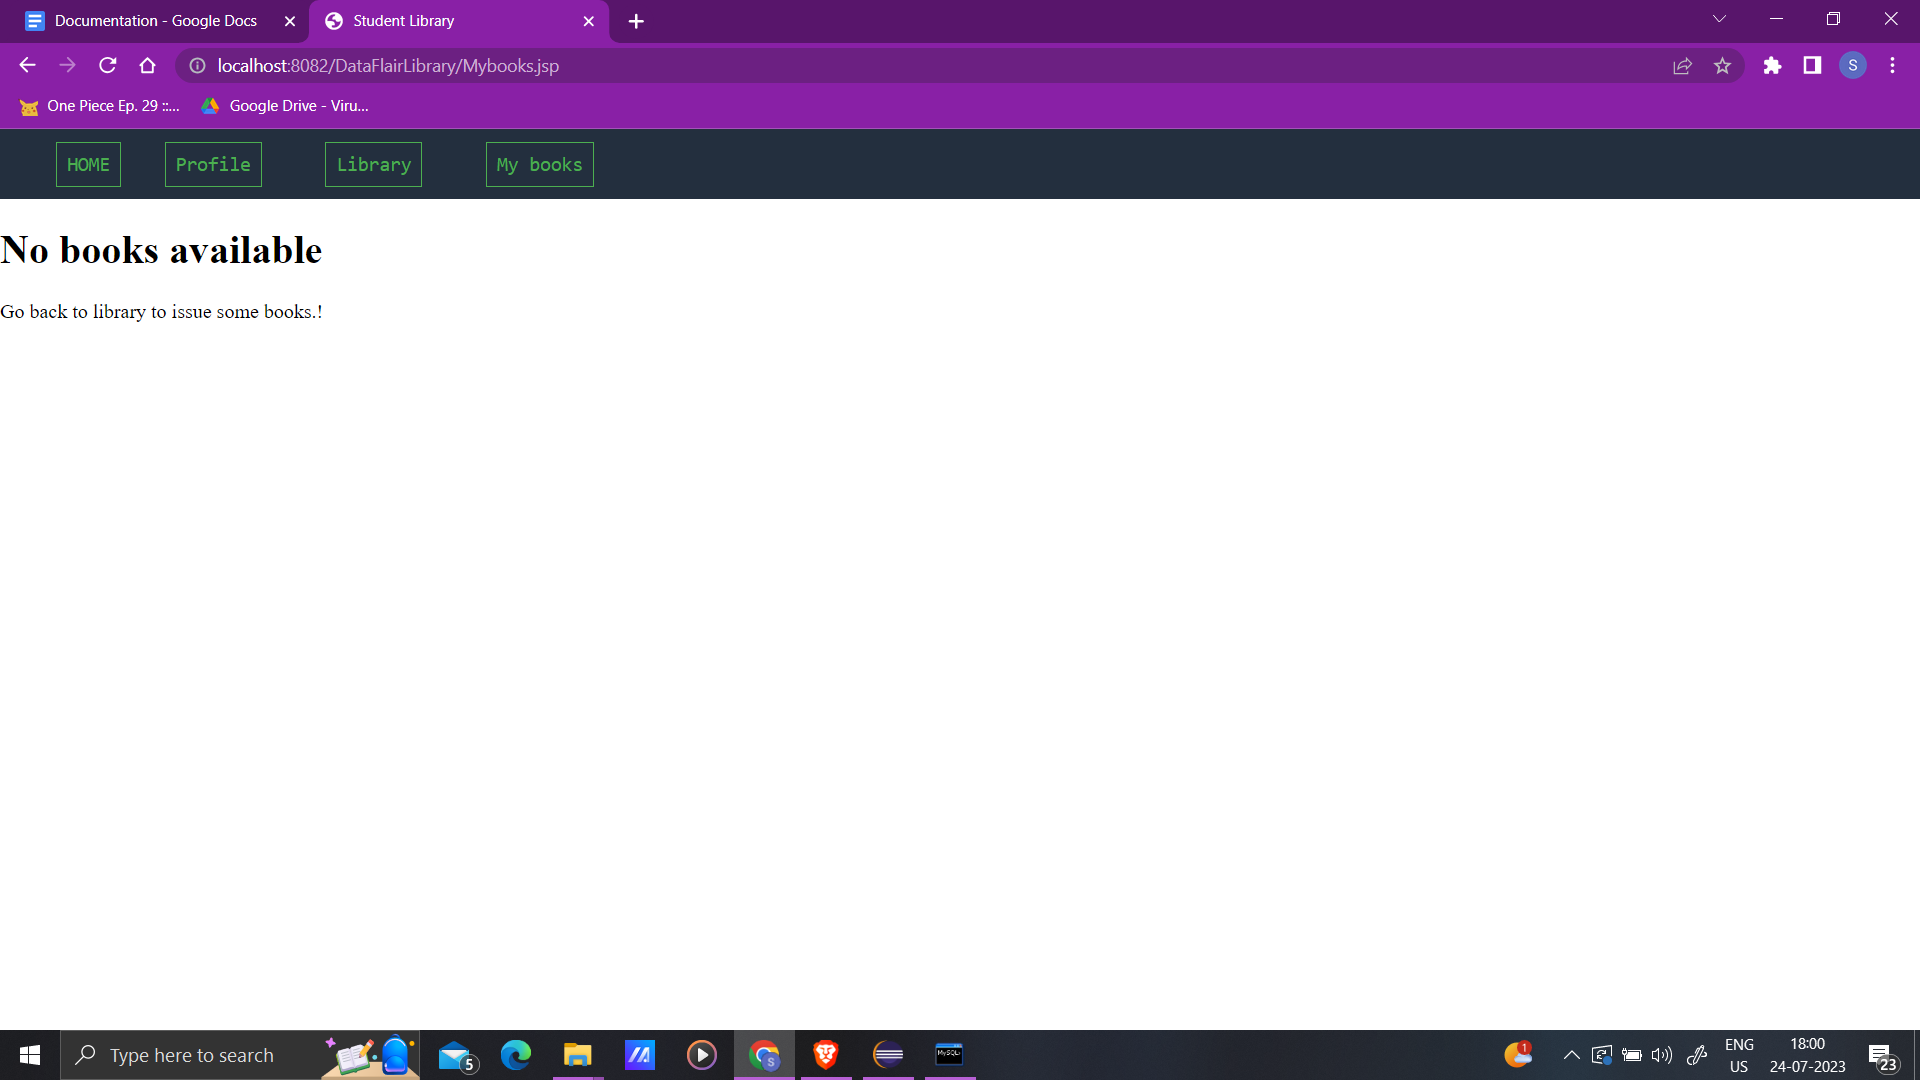 Documentation - Google Docs
Student Library
localhost:8082/DataFlairLibrary/Mybooks.jsp
S
One Piece Ep. 29 ::...
Google Drive - Viru...
HOME
Profile
Library
My books
No books available
Go back to library to issue some books.!
Type here to search
5
S
MySQL
1
ENG
US
18:00
24-07-2023
23